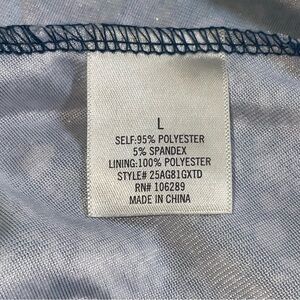 L
SELF:95% POLYESTER
5% SPANDEX
LINING:100% POLYESTER
STYLE# 25AG81GXTD
RN# 106289
MADE IN CHINA